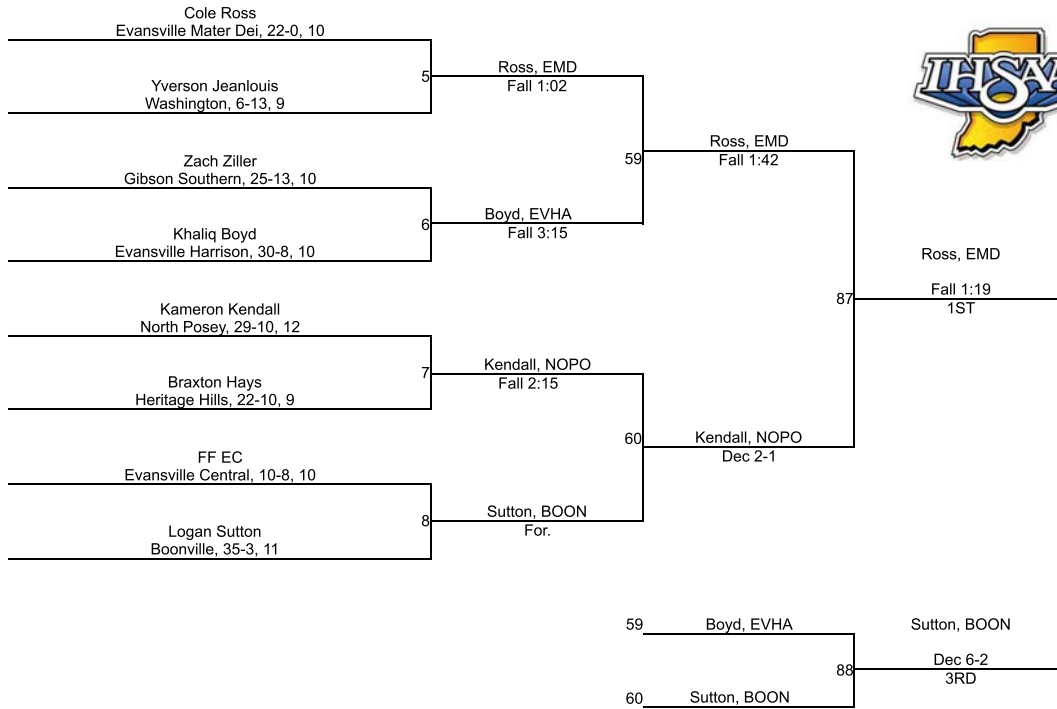 Cole Ross
Evansville Mater Dei, 22-0, 10
5
Yverson Jeanlouis
Washington, 6-13, 9
Ross, EMD
Fall 1:02
Zach Ziller
Gibson Southern, 25-13, 10
6
Khaliq Boyd
Evansville Harrison, 30-8, 10
Boyd, EVHA
Fall 3:15
59
Ross, EMD
Fall 1:42
Kameron Kendall
North Posey, 29-10, 12
7
Braxton Hays
Heritage Hills, 22-10, 9
Kendall, NOPO
Fall 2:15
FF EC
Evansville Central, 10-8, 10
8
Logan Sutton
Boonville, 35-3, 11
Sutton, BOON
For.
60
Kendall, NOPO
Dec 2-1
87
Ross, EMD
Fall 1:19
1ST
59
Boyd, EVHA
88
60
Sutton, BOON
Sutton, BOON
Dec 6-2
3RD
IHSAA